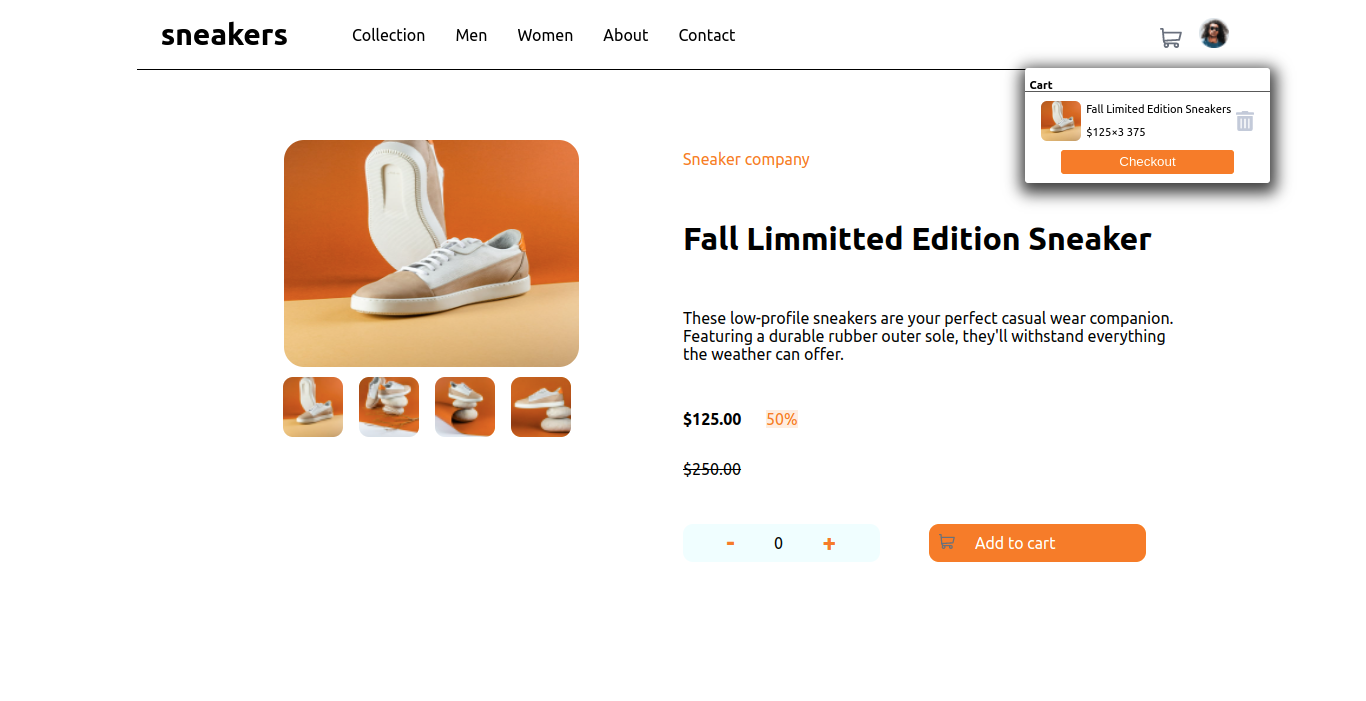 sneakers
Collection Men Women About Contact
Cart
Fall Limited Edition Sneakers
$125×3 375
Checkout
Sneaker company
Fall Limmitted Edition Sneaker
These low-profile sneakers are your perfect casual wear companion.
Featuring a durable rubber outer sole, they'll withstand everything
the weather can offer.
$125.00 50%
$250.00
- 0 +
Add to cart